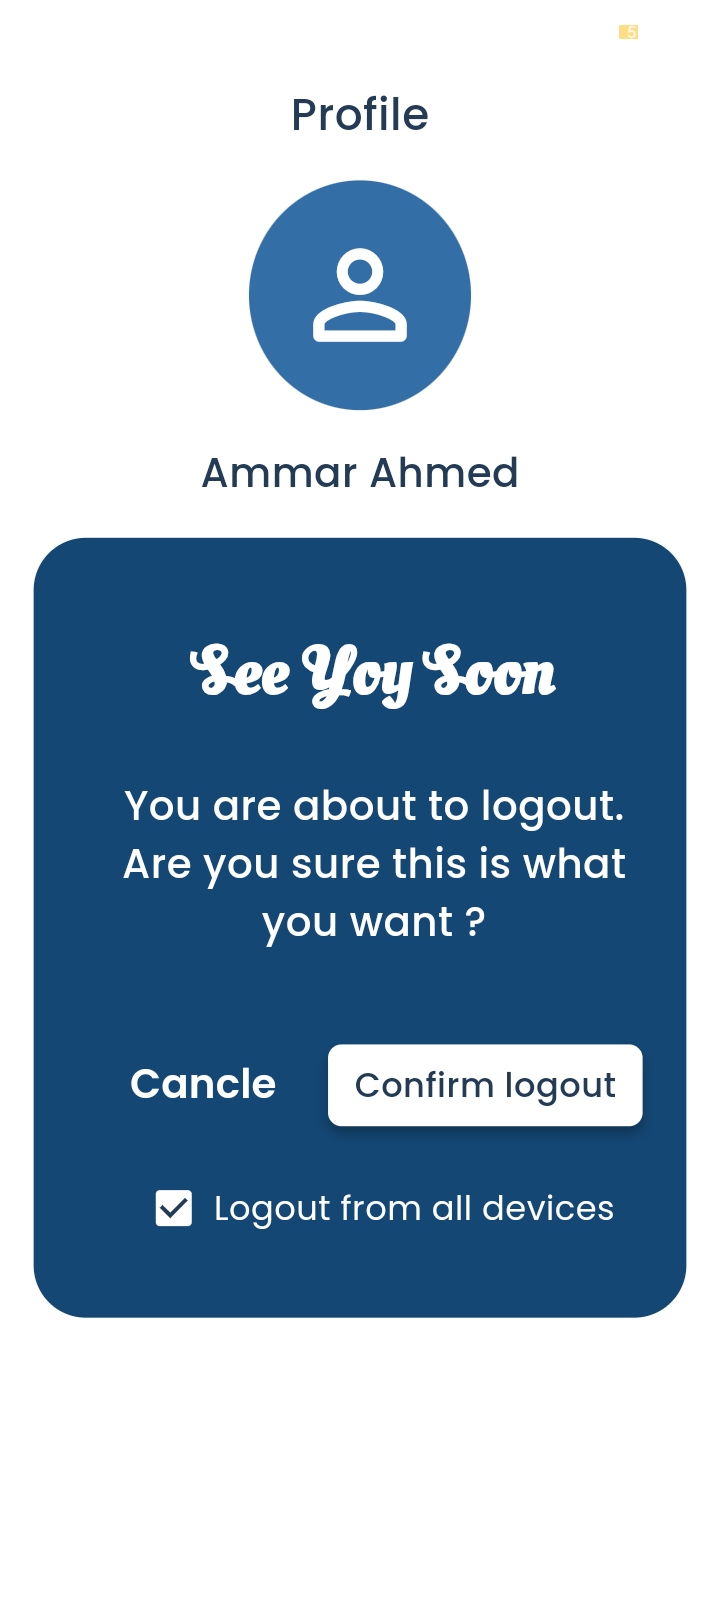 5
Profile
Ammar Ahmed
See Yoy Soon
You are about to logout.
Are you sure this is what
you want ?
Cancle
Confirm logout
Logout from all devices